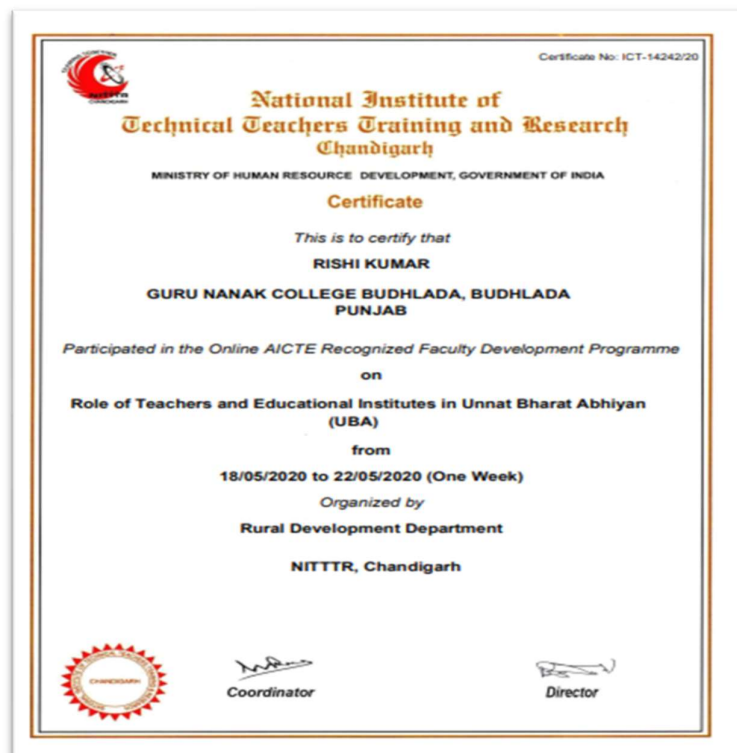 Certificate No: ICT-14242/20
NITTTR
CHANDIGARH
National Institute of
Technical Teachers Training and Research
Chandigarh
MINISTRY OF HUMAN RESOURCE DEVELOPMENT, GOVERNMENT OF INDIA
Certificate
This is to certify that
RISHI KUMAR
GURU NANAK COLLEGE BUDHLADA, BUDHLADA
PUNJAB
Participated in the Online AICTE Recognized Faculty Development Programme
on
Role of Teachers and Educational Institutes in Unnat Bharat Abhiyan
(UBA)
from
18/05/2020 to 22/05/2020 (One Week)
Organized by
Rural Development Department
NITTTR, Chandigarh
CHANDIGARH
Coordinator
Director